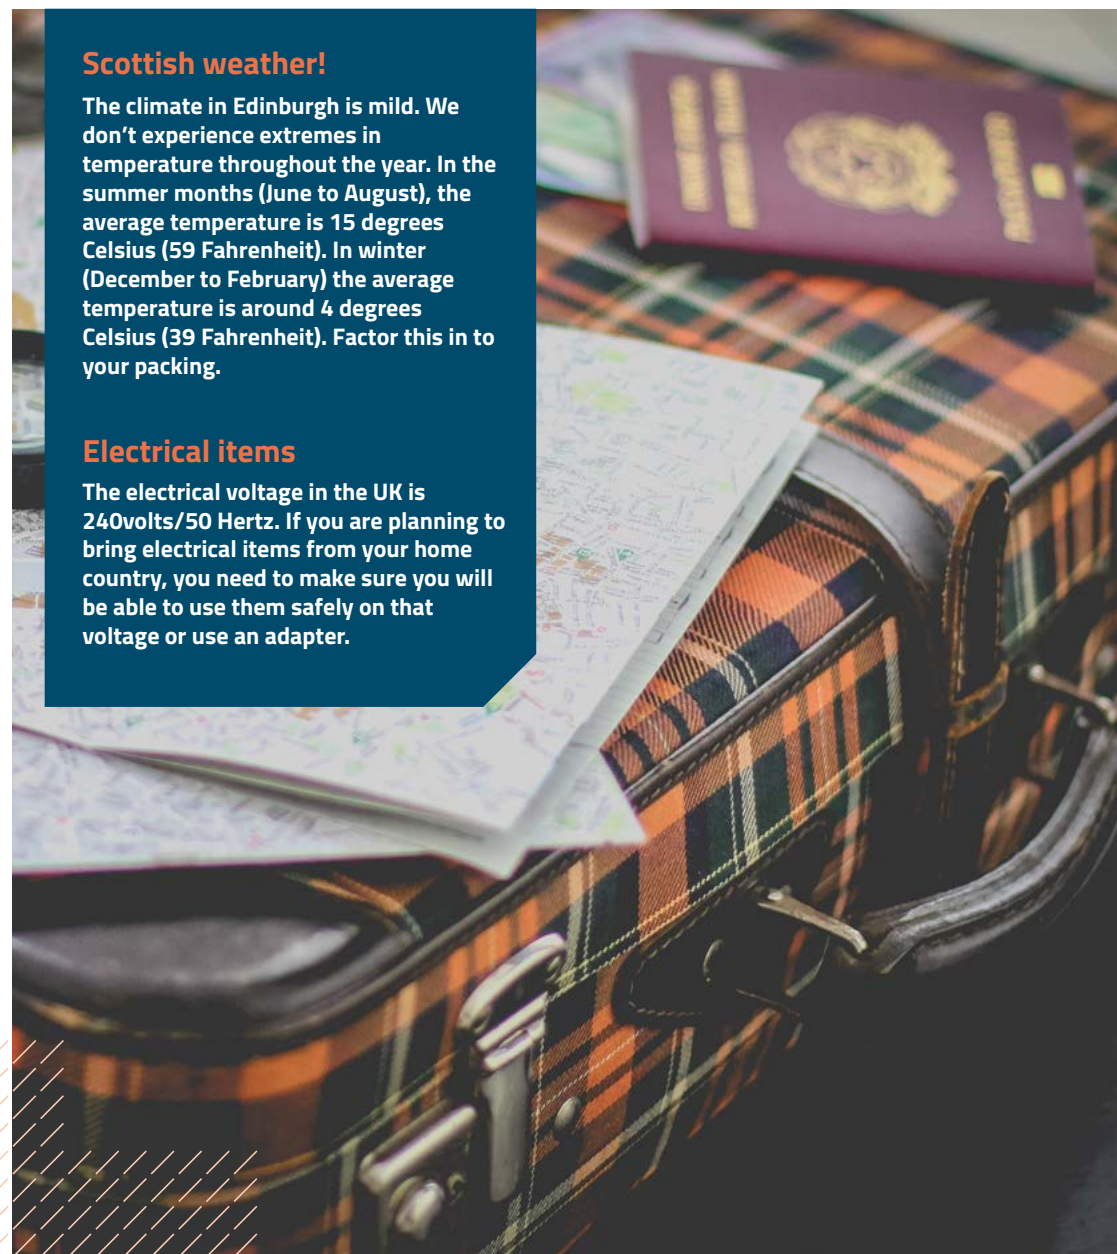 Scottish weather!
The climate in Edinburgh is mild. We
don’t experience extremes in
temperature throughout the year. In the
summer months (June to August), the
average temperature is 15 degrees
Celsius (59 Fahrenheit). In winter
(December to February) the average
temperature is around 4 degrees
Celsius (39 Fahrenheit). Factor this in to
your packing.
Electrical items
The electrical voltage in the UK is
240volts/50 Hertz. If you are planning to
bring electrical items from your home
country, you need to make sure you will
be able to use them safely on that
voltage or use an adapter.